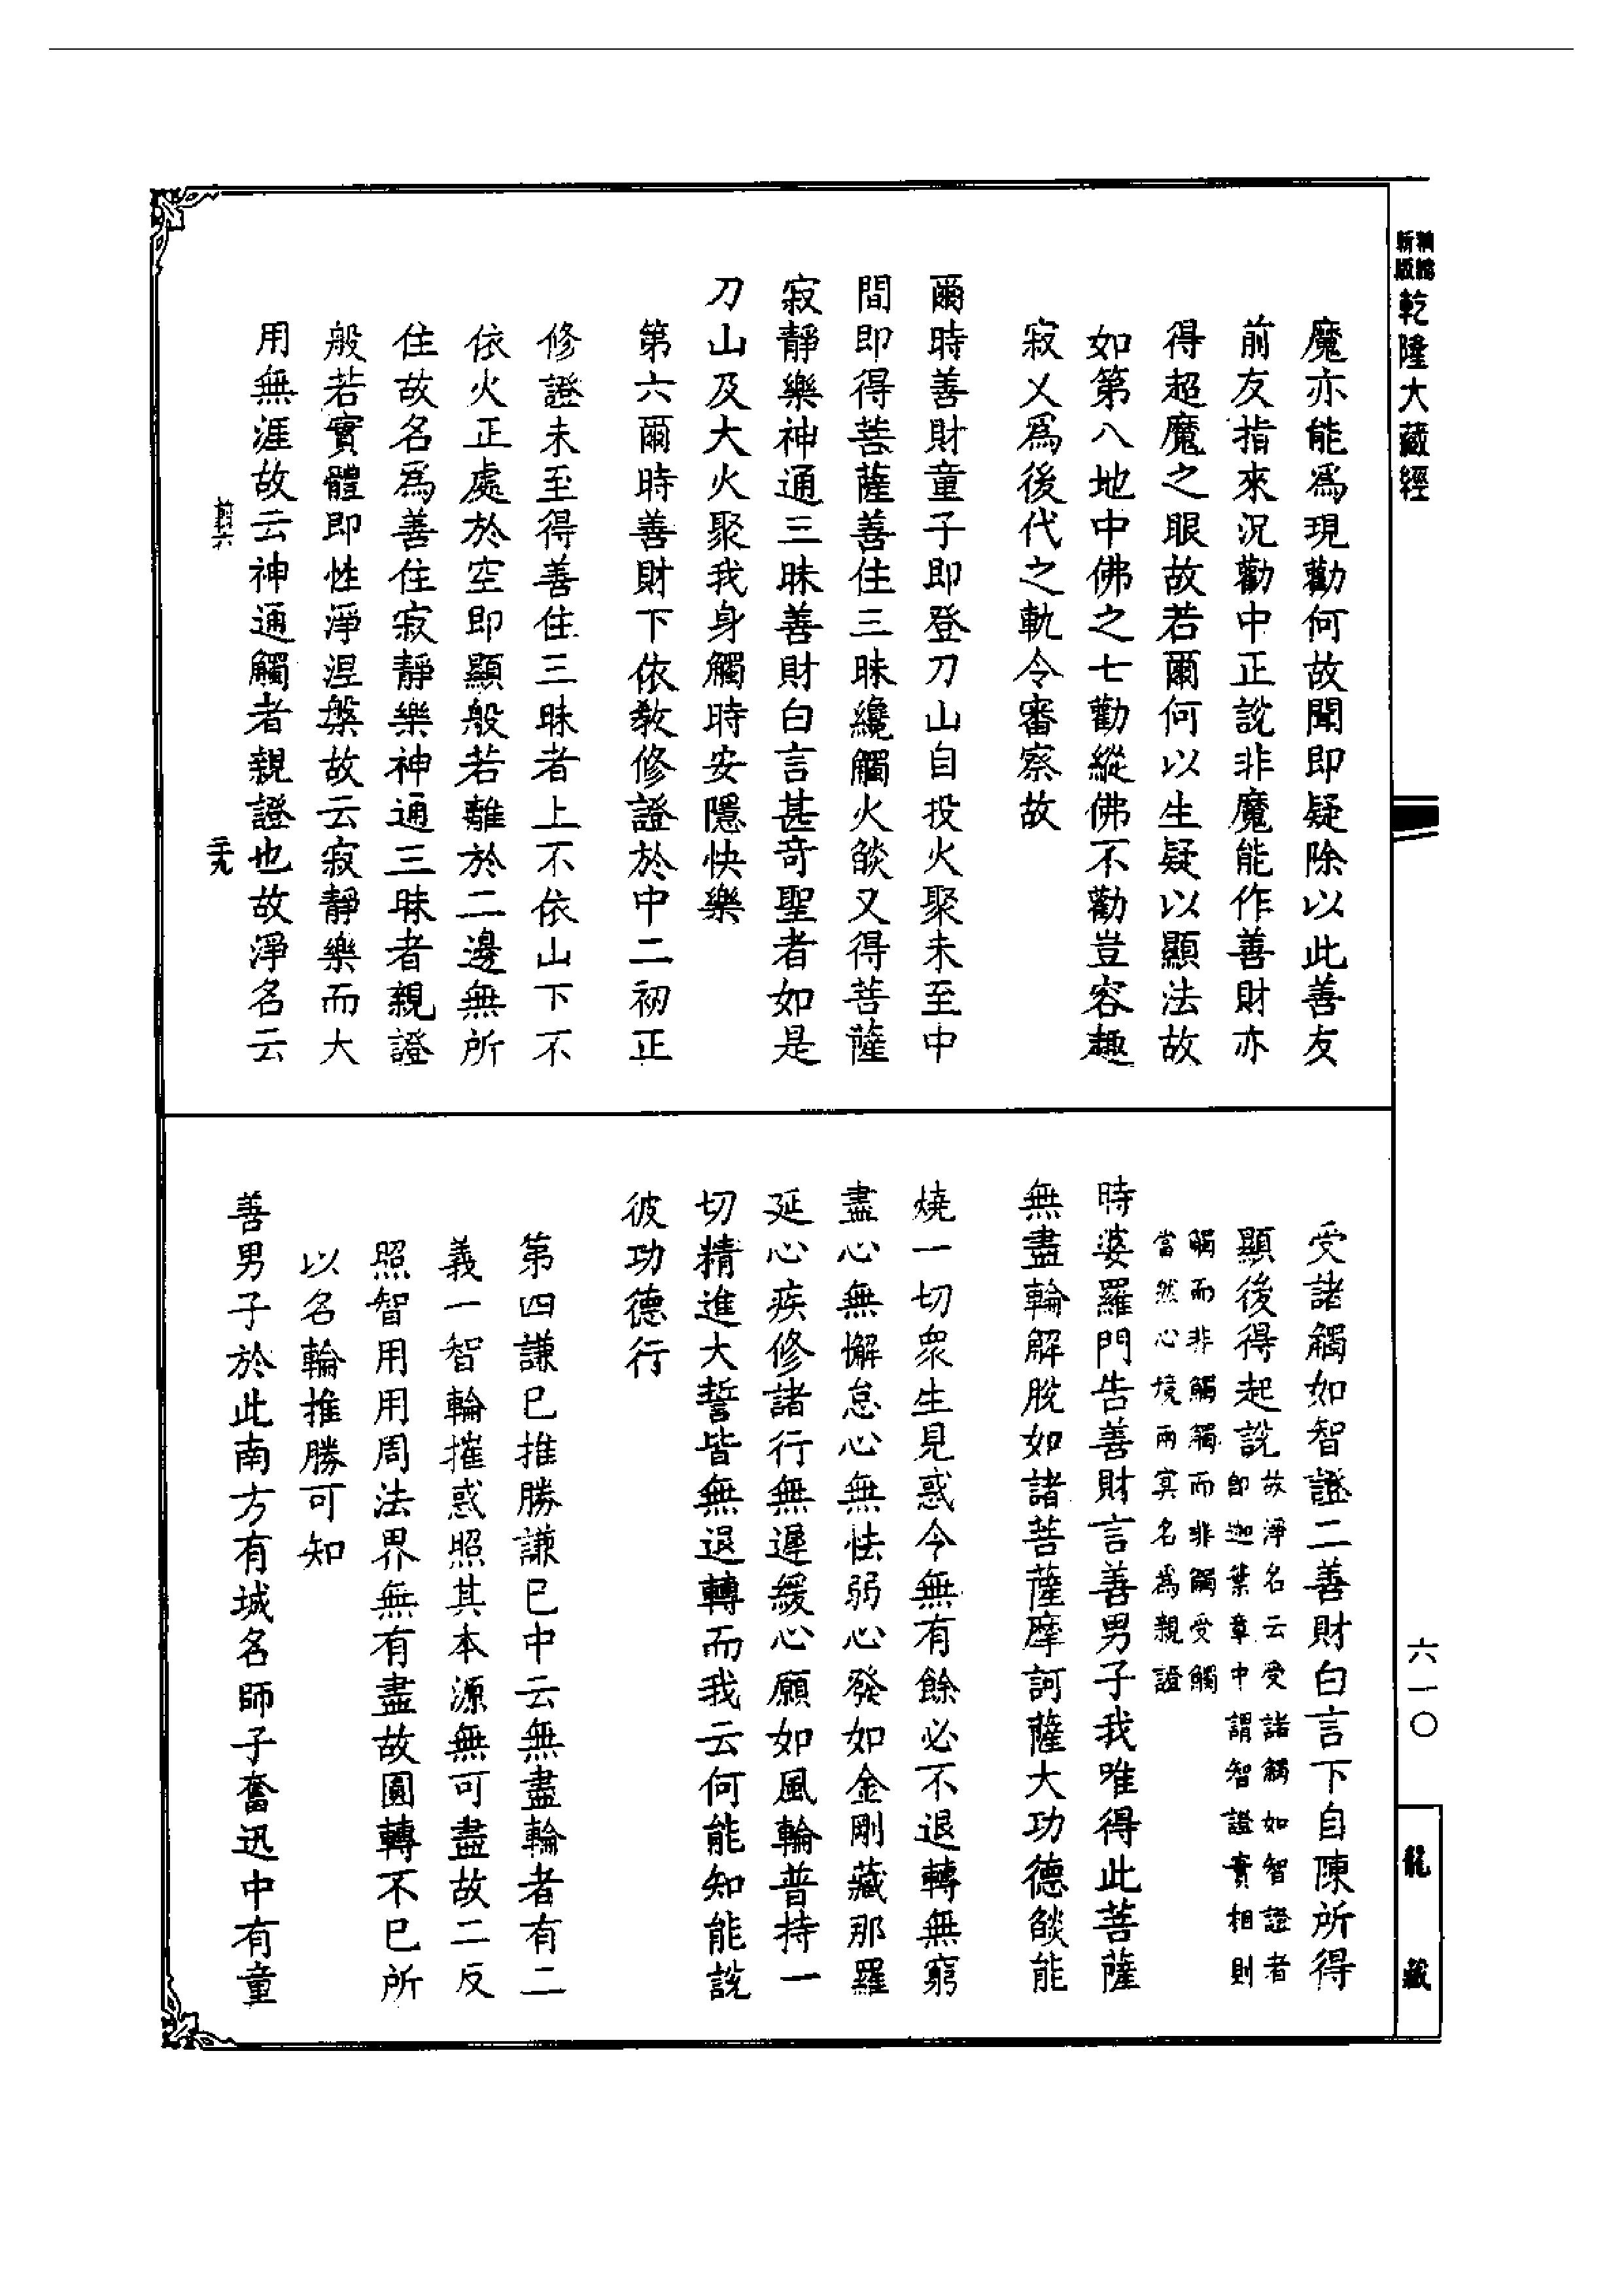 乾隆大藏經
魔亦能爲現勸何故聞即疑除以此善友
前友指來況勸中正說非魔能作善財亦
得超魔之眼故若爾何以生疑以顯法故
如第八地中佛之七勸縱佛不勸豈容趣
寂乂爲後代之軌令審察故
爾時善財童子即登刀山自投火聚未至中
間即得菩薩善住三昧纔觸火燄又得菩薩
寂靜樂神通三昧善財白言甚奇聖者如是
刀山及大火聚我身觸時安隱快樂
第六爾時善財下依教修證於中二初正
修證未至得善住三昧者上不依山下不
依火正處於空即顯般若離於二邊無所
住故名爲善住寂靜樂神通三昧者親證
般若實體即性淨涅槃故云寂靜樂而大
用無涯故云神通觸者親證也故淨名云
受諸觸如智證二善財白言下自陳所得
顯後得起說故淨名云受諸觸如智證者
即迦葉章中謂智證實相則
觸而非觸觸而非觸受觸
當然心境兩冥名爲親證
時婆羅門告善財言善男子我唯得此菩薩
無盡輪解脫如諸菩薩摩訶薩大功德燄能
燒一切眾生見惑令無有餘必不退轉無窮
盡心無懈怠心無怯弱心發如金剛藏那羅
延心疾修諸行無遲緩心願如風輪普持一
切精進大誓皆無退轉而我云何能知能說
彼功德行
第四謙已推勝謙已中云無盡輪者有二
義一智輪摧惑照其本源無可盡故二反
照智用用周法界無有盡故圓轉不已所
以名輪推勝可知
善男子於此南方有城名師子奮迅中有童
六一〇
龍藏